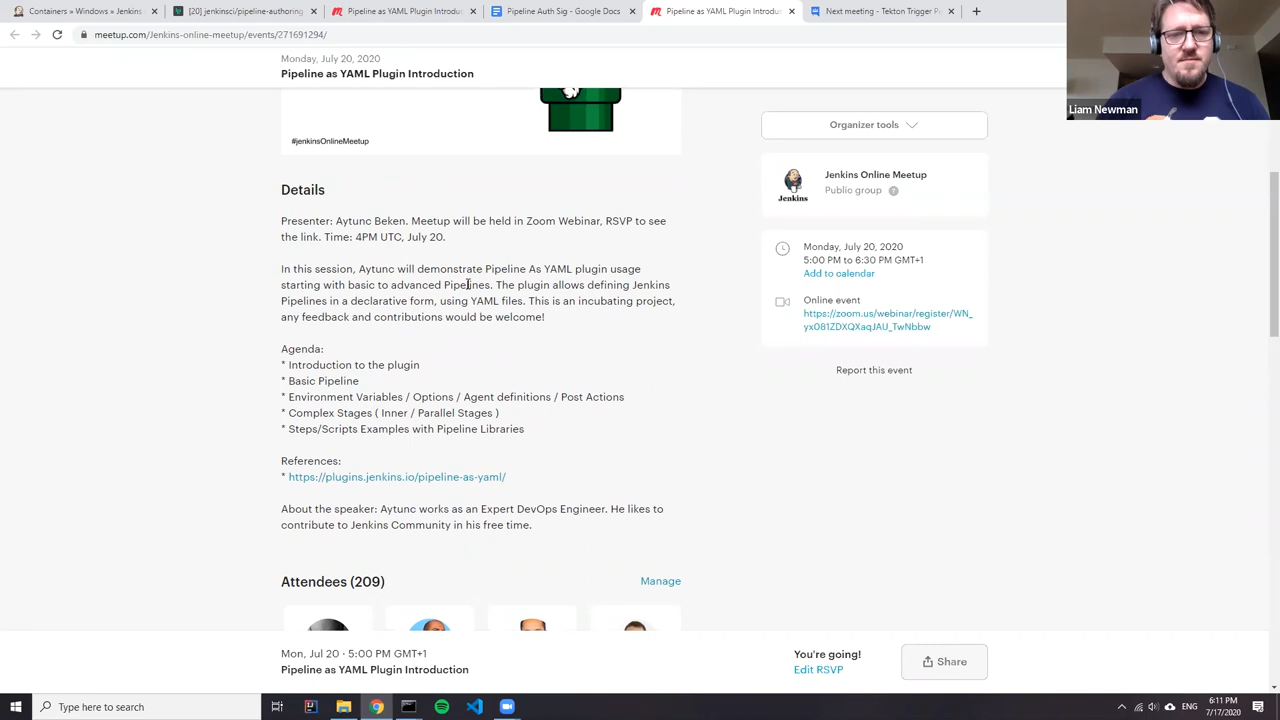 Containers » Windows » Jenkins
[20] jenkinsci/pipeline-authoring
Pipeline as YAML Plugin Introduc
Pipeline Auth Sig - Google Docs
Pipeline as YAML Plugin Introduc
Next meeting - Tekton Trigger P
meetup.com/Jenkins-online-meetup/events/271691294/
Liam Newman
Monday, July 20, 2020
Pipeline as YAML Plugin Introduction
#jenkinsOnlineMeetup
Organizer tools
Jenkins Online Meetup
Public group
Jenkins
Details
Presenter: Aytunc Beken. Meetup will be held in Zoom Webinar, RSVP to see
the link. Time: 4PM UTC, July 20.
In this session, Aytunc will demonstrate Pipeline As YAML plugin usage
starting with basic to advanced Pipelines. The plugin allows defining Jenkins
Pipelines in a declarative form, using YAML files. This is an incubating project,
any feedback and contributions would be welcome!
Monday, July 20, 2020
5:00 PM to 6:30 PM GMT+1
Add to calendar
Online event
https://zoom.us/webinar/register/WN_
yx081ZDXQXaqJAU_TwNbbw
Report this event
Agenda:
* Introduction to the plugin
* Basic Pipeline
* Environment Variables / Options / Agent definitions / Post Actions
* Complex Stages ( Inner / Parallel Stages )
* Steps/Scripts Examples with Pipeline Libraries
References:
* https://plugins.jenkins.io/pipeline-as-yaml/
About the speaker: Aytunc works as an Expert DevOps Engineer. He likes to
contribute to Jenkins Community in his free time.
Attendees (209)
Manage
Mon, Jul 20 · 5:00 PM GMT+1
Pipeline as YAML Plugin Introduction
You're going!
Edit RSVP
Share
Type here to search
6:11 PM
7/17/2020